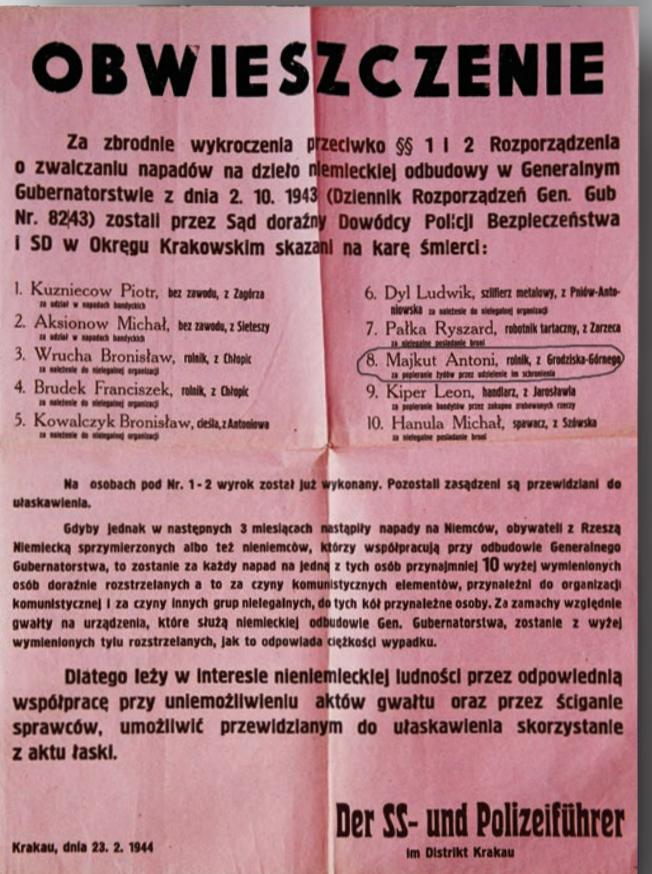 OBWIESZCZENIE
Za zbrodnie wykroczenia przeciwko §§ 1 i 2 Rozporządzenia
o zwalczaniu napadów na dzieło niemieckiej odbudowy w Generalnym
Gubernatorstwie z dnia 2. 10. 1943 (Dziennik Rozporządzeń Gen. Gub
Nr. 82/43) zostali przez Sąd doraźny Dowódcy Policji Bezpieczeństwa
i SD w Okręgu Krakowskim skazani na karę śmierci:
1. Kuzniecow Piotr, bez zawodu, z Zagórza
za udział w napadach bandyckich
2. Aksionow Michał, bez zawodu, z Sieteszy
za udział w napadach bandyckich
3. Wrucha Bronisław, rolnik, z Chłopic
za należenie do nielegalnej organizacji
4. Brudek Franciszek, rolnik, z Chłopic
za należenie do nielegalnej organizacji
5. Kowalczyk Bronisław, cieśla, z Antoniowa
za należenie do nielegalnej organizacji
6. Dyl Ludwik, szlifierz metalowy, z Pniów-Anto-
niowska za należenie do nielegalnej organizacji
7. Pałka Ryszard, robotnik tartaczny, z Zarzeca
za nielegalne posiadanie broni
8. Majkut Antoni, rolnik, z Grodziska-Górnego
za popieranie żydów przez udzielenie im schronienia
9. Kiper Leon, handlarz, z Jarosławia
za popieranie bandytów przez zakupno zrabowanych rzeczy
10. Hanula Michał, spawacz, z Szówska
za nielegalne posiadanie broni
Na osobach pod Nr. 1-2 wyrok został już wykonany. Pozostali zasądzeni są przewidziani do
ułaskawienia.
Gdyby jednak w następnych 3 miesiącach nastąpiły napady na Niemców, obywateli z Rzeszą
Niemiecką sprzymierzonych albo też nieniemców, którzy współpracują przy odbudowie Generalnego
Gubernatorstwa, to zostanie za każdy napad na jedną z tych osób przynajmniej 10 wyżej wymienionych
osób doraźnie rozstrzelanych a to za czyny komunistycznych elementów, przynależni do organizacji
komunistycznej i za czyny innych grup nielegalnych, do tych kół przynależne osoby. Za zamachy względnie
gwałty na urządzenia, które służą niemieckiej odbudowie Gen. Gubernatorstwa, zostanie z wyżej
wymienionych tylu rozstrzelanych, jak to odpowiada ciężkości wypadku.
Dlatego leży w interesie nieniemieckiej ludności przez odpowiednią
współpracę przy uniemożliwieniu aktów gwałtu oraz przez ściganie
sprawców, umożliwić przewidzianym do ułaskawienia skorzystanie
z aktu łaski.
Der SS- und Polizeiführer
im Distrikt Krakau
Krakau, dnia 23. 2. 1944